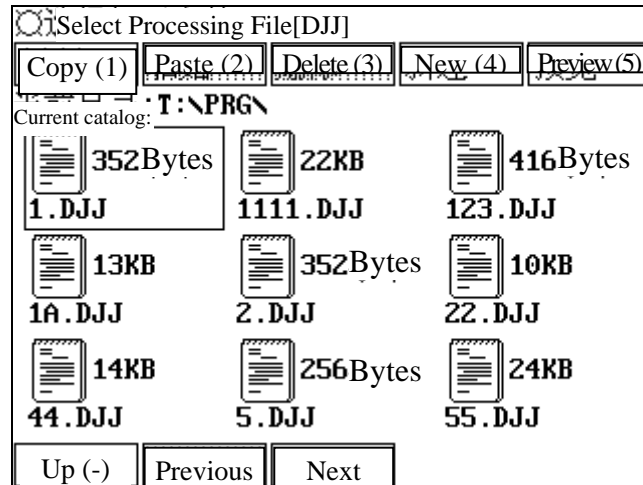 Select Processing File[DJJ]
Copy (1) Paste (2) Delete (3) New (4) Preview(5)
Current catalog: :T:\PRG\
352Bytes 22KB 416Bytes
1.DJJ 1111.DJJ 123.DJJ
13KB 352Bytes 10KB
1A.DJJ 2.DJJ 22.DJJ
14KB 256Bytes 24KB
44.DJJ 5.DJJ 55.DJJ
Up (-) Previous Next